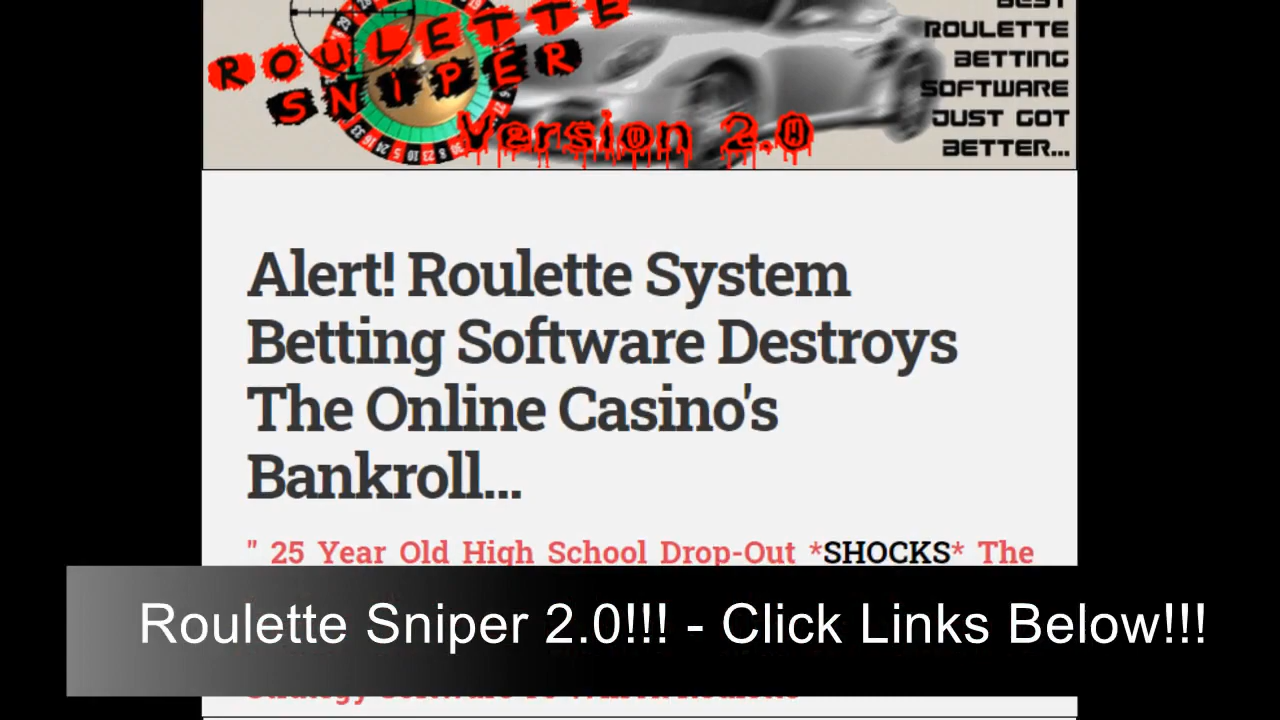 BEST
ROULETTE
SNIPER
Version 2.0
ROULETTE
BETTING
SOFTWARE
JUST GOT
BETTER...
Alert! Roulette System
Betting Software Destroys
The Online Casino's
Bankroll...
" 25 Year Old High School Drop-Out *SHOCKS* The
Roulette Sniper 2.0!!! - Click Links Below!!!